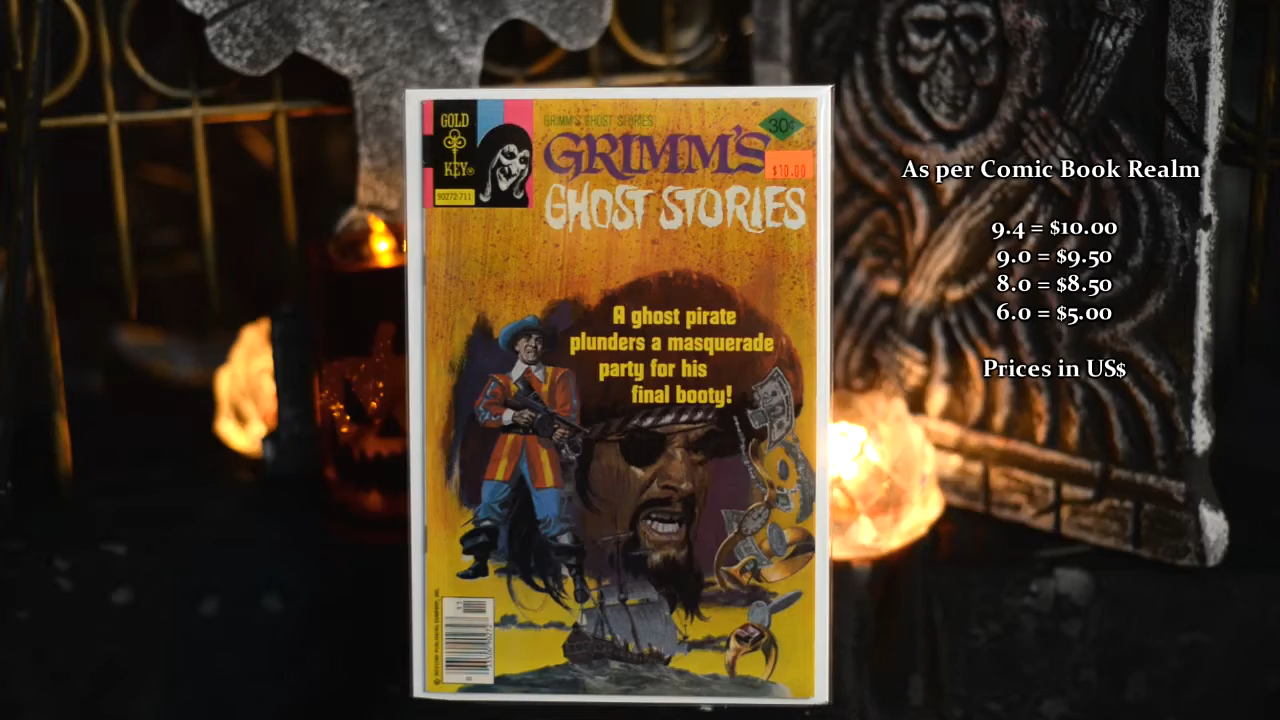 GOLD
KEY®
90272-711
GRIMM'S GHOST STORIES
30¢
GRIMM'S
$10.00
GHOST STORIES
A ghost pirate
plunders a masquerade
party for his
final booty!
As per Comic Book Realm
9.4 = $10.00
9.0 = $9.50
8.0 = $8.50
6.0 = $5.00
Prices in US$